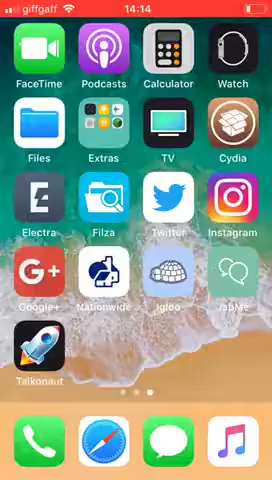 giffgaff 14:14
FaceTime Podcasts Calculator Watch
Files Extras TV Cydia
Electra Filza Twitter Instagram
Google+ Nationwide Igloo JabMe
Talkonaut